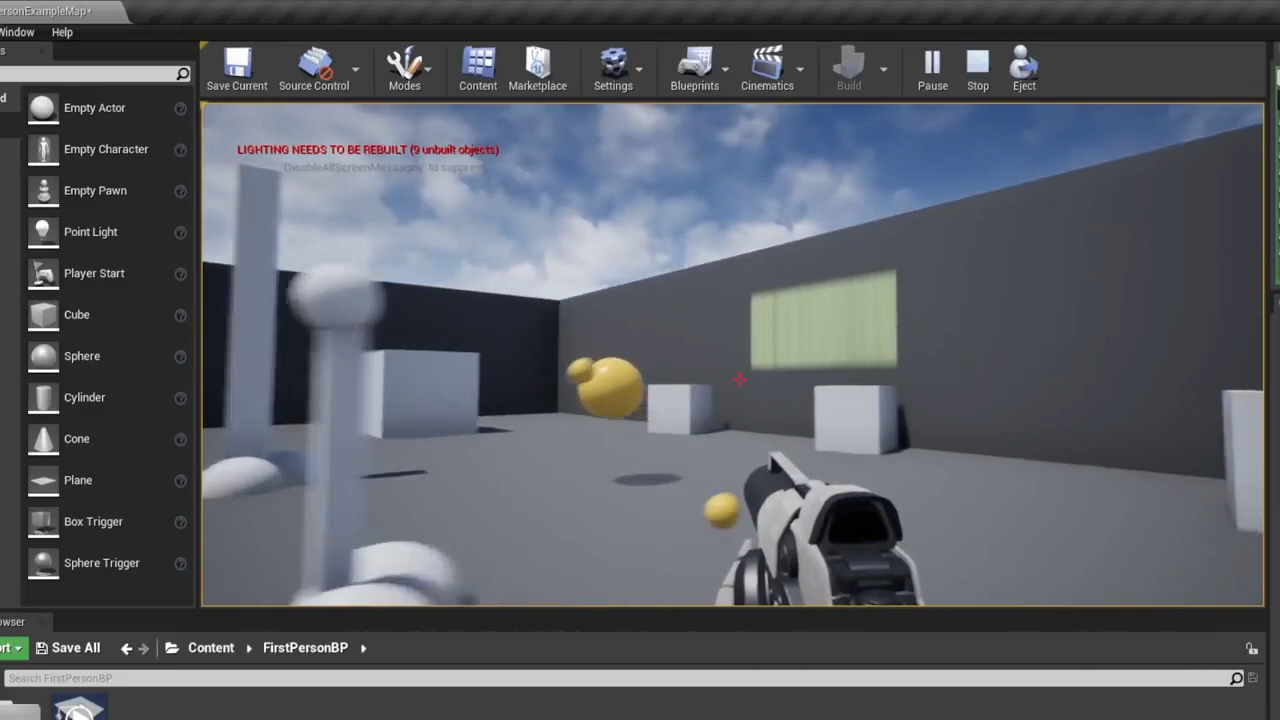 ersonExampleMap*
Window Help
s
Save Current Source Control Modes Content Marketplace Settings Blueprints Cinematics Build Pause Stop Eject
d
Empty Actor
Empty Character
Empty Pawn
Point Light
Player Start
Cube
Sphere
Cylinder
Cone
Plane
Box Trigger
Sphere Trigger
LIGHTING NEEDS TO BE REBUILT (9 unbuilt objects)
'DisableAllScreenMessages' to suppress
owser
ort Save All Content FirstPersonBP
Search FirstPersonBP